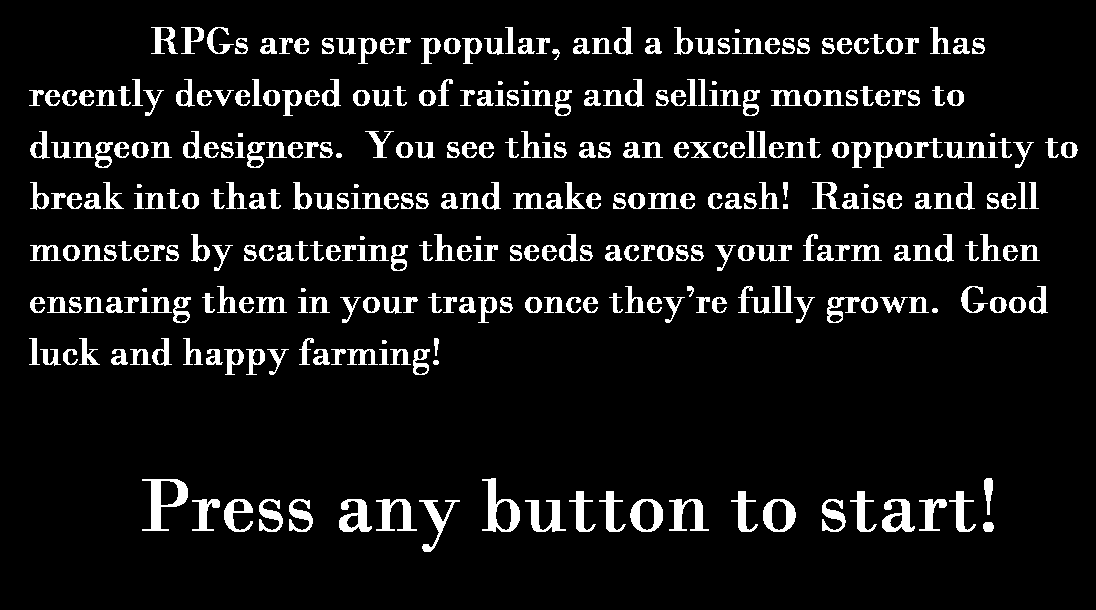 RPGs are super popular, and a business sector has
recently developed out of raising and selling monsters to
dungeon designers.  You see this as an excellent opportunity to
break into that business and make some cash!  Raise and sell
monsters by scattering their seeds across your farm and then
ensnaring them in your traps once they’re fully grown.  Good
luck and happy farming!
Press any button to start!